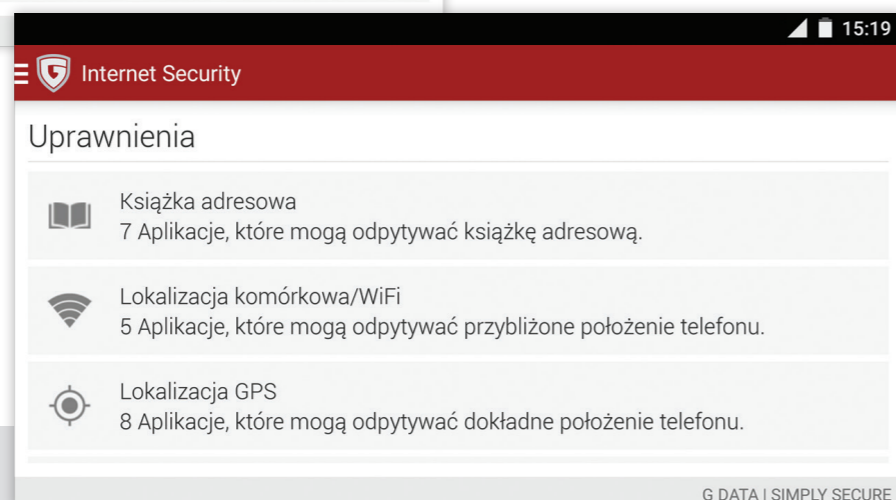 15:19
Internet Security
Uprawnienia
Książka adresowa
7 Aplikacje, które mogą odpytywać książkę adresową.
Lokalizacja komórkowa/WiFi
5 Aplikacje, które mogą odpytywać przybliżone położenie telefonu.
Lokalizacja GPS
8 Aplikacje, które mogą odpytywać dokładne położenie telefonu.
G DATA | SIMPLY SECURE